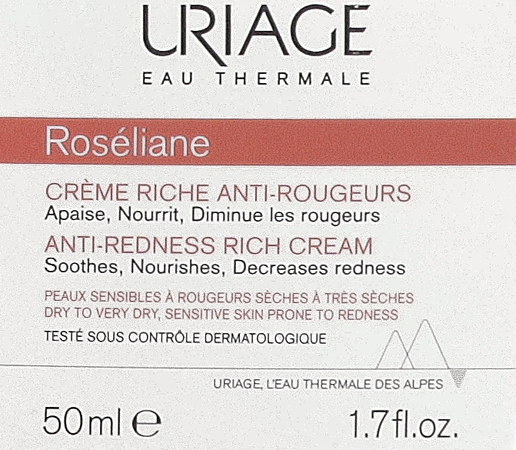 URIAGE
EAU THERMALE
Roséliane
CRÈME RICHE ANTI-ROUGEURS
Apaise, Nourrit, Diminue les rougeurs
ANTI-REDNESS RICH CREAM
Soothes, Nourishes, Decreases redness
PEAUX SENSIBLES À ROUGEURS SÈCHES À TRÈS SÈCHES
DRY TO VERY DRY, SENSITIVE SKIN PRONE TO REDNESS
TESTÉ SOUS CONTRÔLE DERMATOLOGIQUE
URIAGE, L'EAU THERMALE DES ALPES
50ml ℮ 1.7fl.oz.